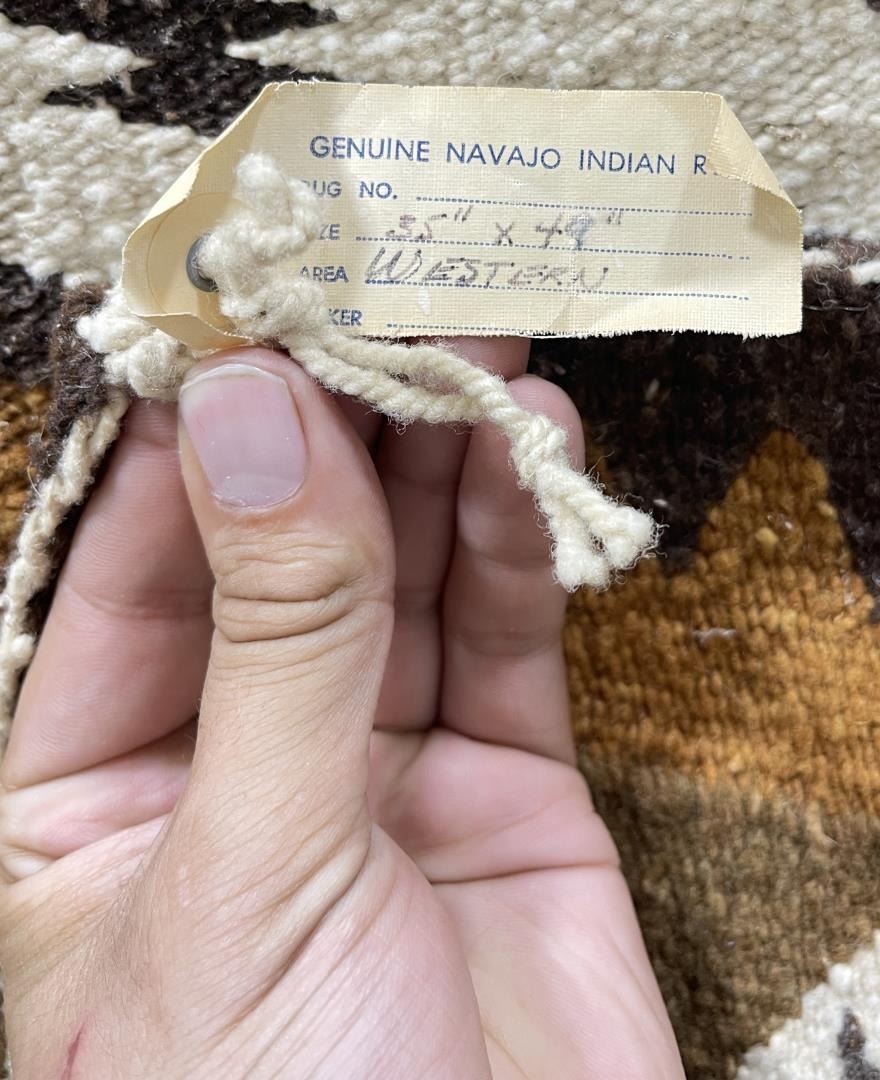 GENUINE NAVAJO INDIAN R
UG NO.
ZE 35" x 49"
AREA WESTERN
KER